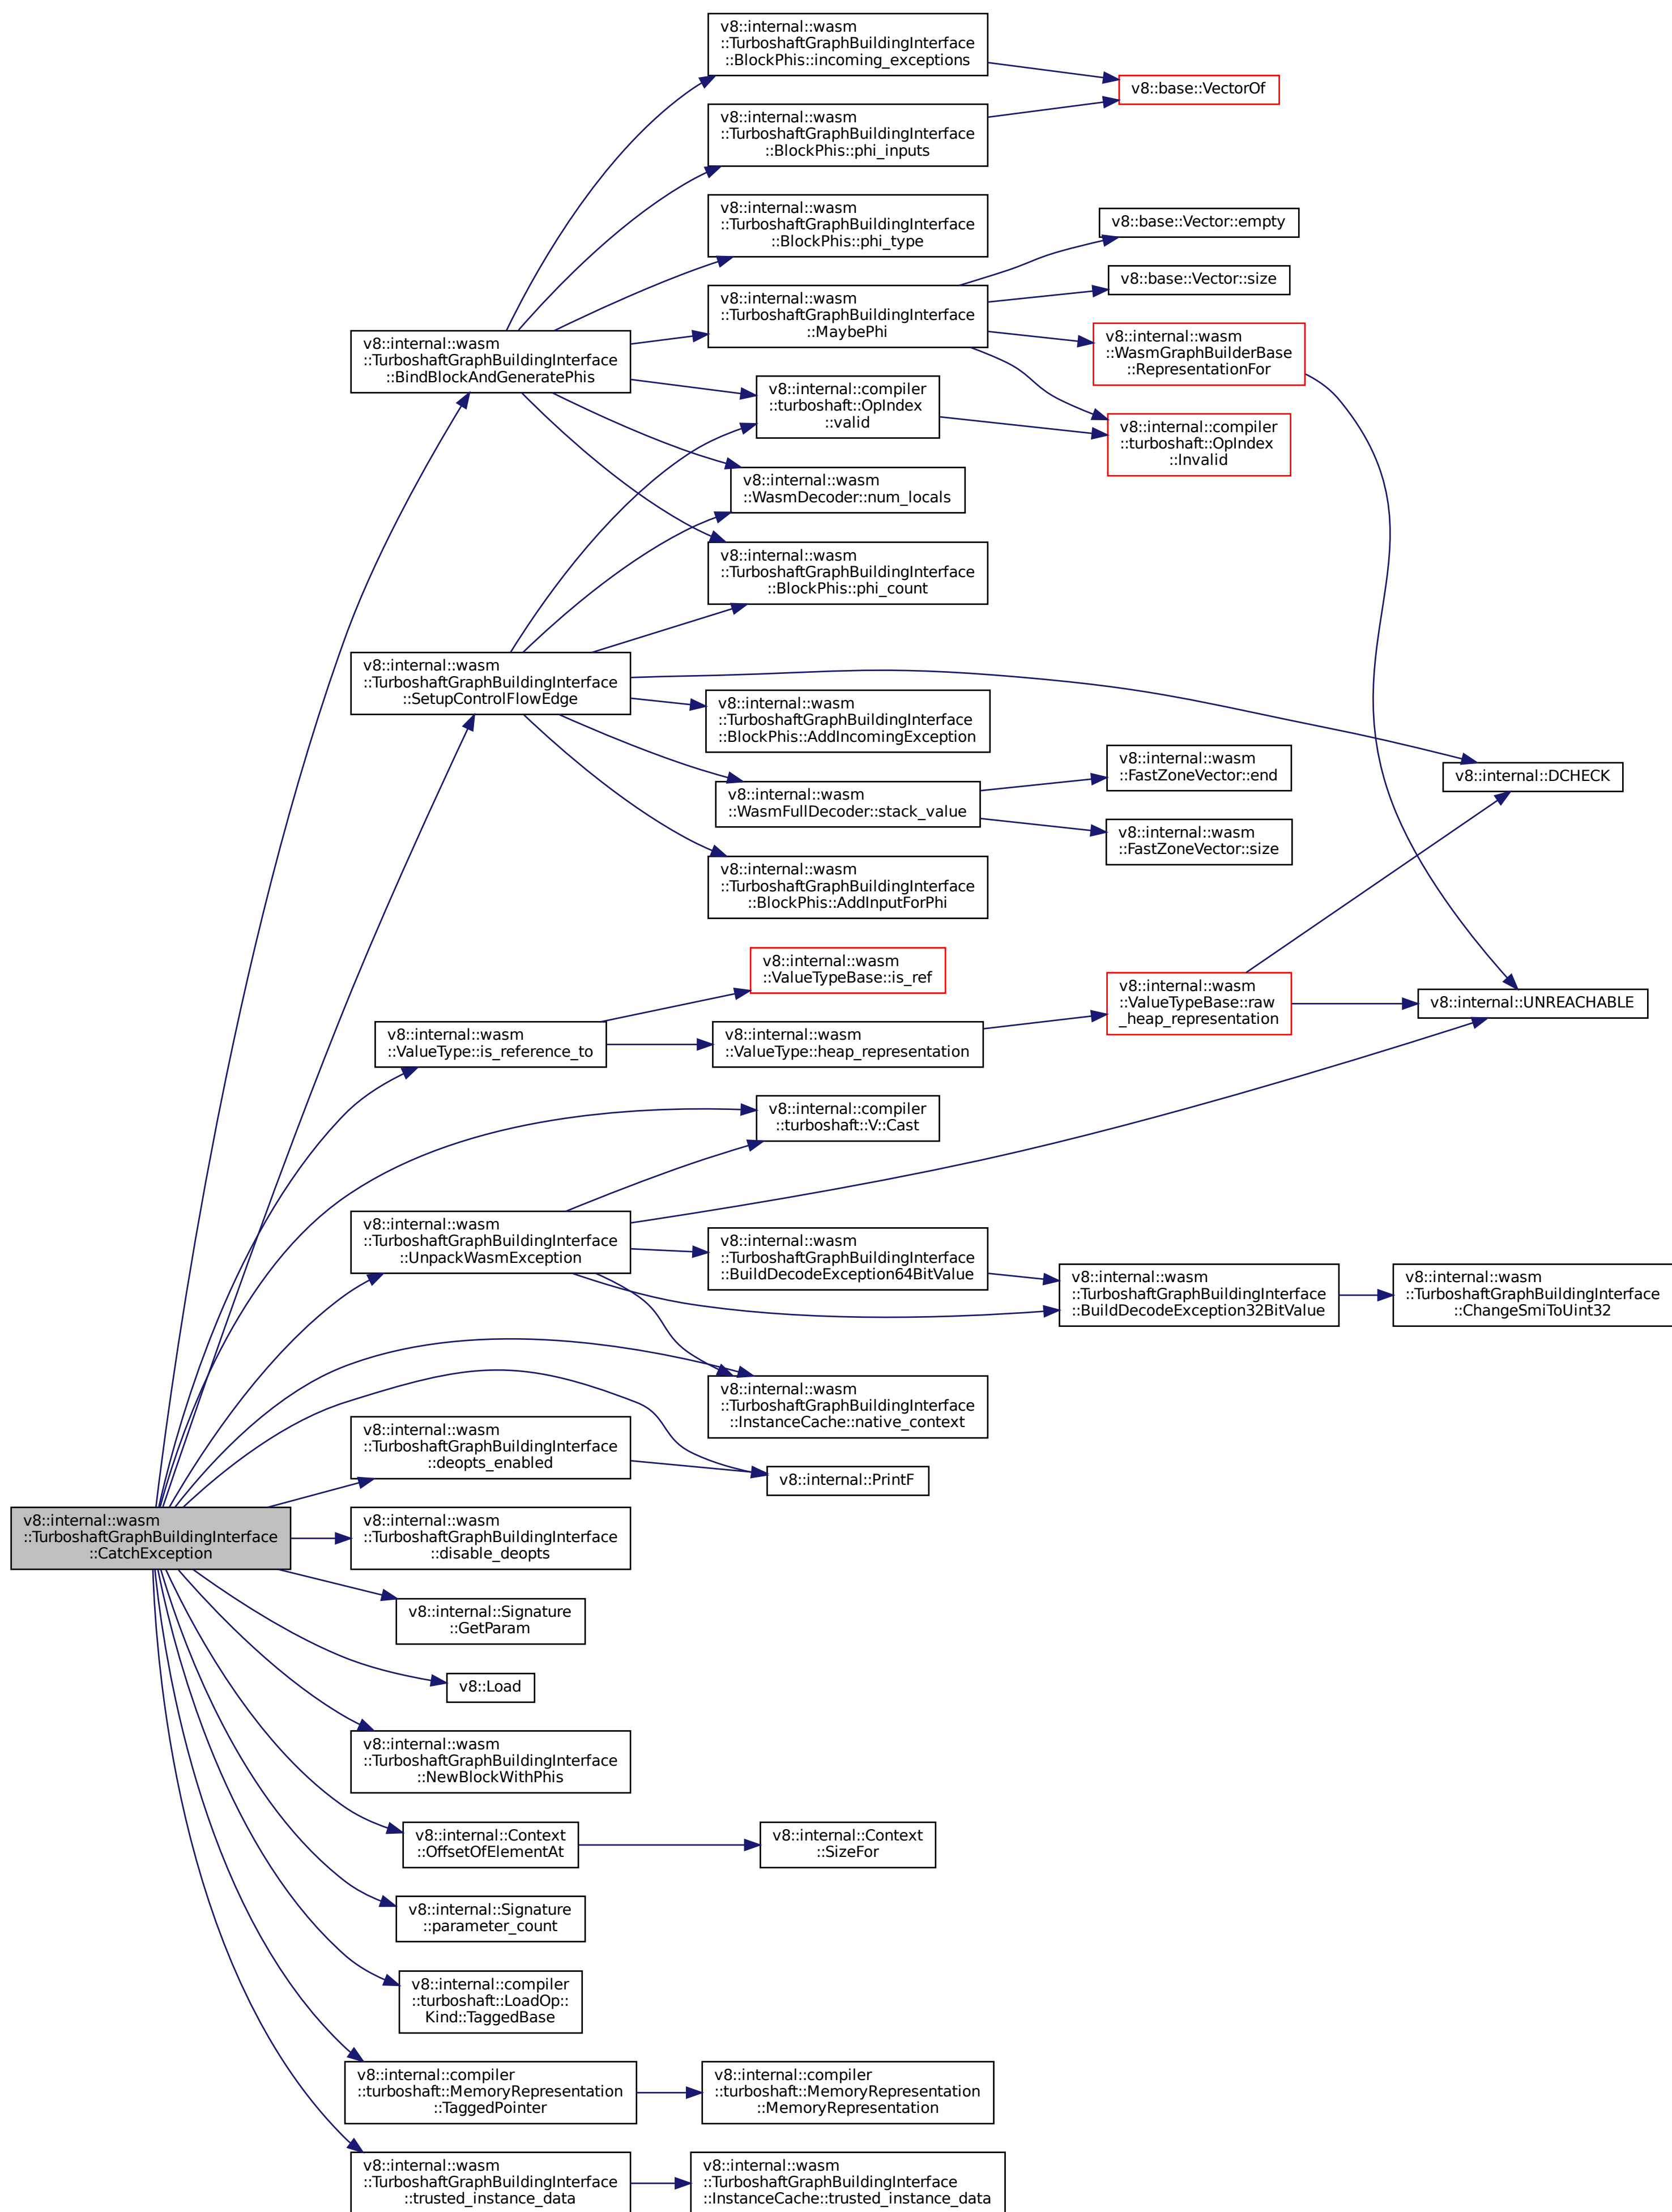 v8::internal::wasm
::TurboshaftGraphBuildingInterface
::BlockPhis::incoming_exceptions
v8::base::VectorOf
v8::internal::wasm
::TurboshaftGraphBuildingInterface
::BlockPhis::phi_inputs
v8::internal::wasm
::TurboshaftGraphBuildingInterface
::BlockPhis::phi_type
v8::base::Vector::empty
v8::base::Vector::size
v8::internal::wasm
::TurboshaftGraphBuildingInterface
::MaybePhi
v8::internal::wasm
::WasmGraphBuilderBase
::RepresentationFor
v8::internal::wasm
::TurboshaftGraphBuildingInterface
::BindBlockAndGeneratePhis
v8::internal::compiler
::turboshaft::OpIndex
::valid
v8::internal::compiler
::turboshaft::OpIndex
::Invalid
v8::internal::wasm
::WasmDecoder::num_locals
v8::internal::wasm
::TurboshaftGraphBuildingInterface
::BlockPhis::phi_count
v8::internal::wasm
::TurboshaftGraphBuildingInterface
::SetupControlFlowEdge
v8::internal::wasm
::TurboshaftGraphBuildingInterface
::BlockPhis::AddIncomingException
v8::internal::wasm
::FastZoneVector::end
v8::internal::DCHECK
v8::internal::wasm
::WasmFullDecoder::stack_value
v8::internal::wasm
::FastZoneVector::size
v8::internal::wasm
::TurboshaftGraphBuildingInterface
::BlockPhis::AddInputForPhi
v8::internal::wasm
::ValueTypeBase::is_ref
v8::internal::wasm
::ValueTypeBase::raw
_heap_representation
v8::internal::UNREACHABLE
v8::internal::wasm
::ValueType::is_reference_to
v8::internal::wasm
::ValueType::heap_representation
v8::internal::compiler
::turboshaft::V::Cast
v8::internal::wasm
::TurboshaftGraphBuildingInterface
::UnpackWasmException
v8::internal::wasm
::TurboshaftGraphBuildingInterface
::BuildDecodeException64BitValue
v8::internal::wasm
::TurboshaftGraphBuildingInterface
::BuildDecodeException32BitValue
v8::internal::wasm
::TurboshaftGraphBuildingInterface
::ChangeSmiToUint32
v8::internal::wasm
::TurboshaftGraphBuildingInterface
::InstanceCache::native_context
v8::internal::wasm
::TurboshaftGraphBuildingInterface
::deopts_enabled
v8::internal::PrintF
v8::internal::wasm
::TurboshaftGraphBuildingInterface
::CatchException
v8::internal::wasm
::TurboshaftGraphBuildingInterface
::disable_deopts
v8::internal::Signature
::GetParam
v8::Load
v8::internal::wasm
::TurboshaftGraphBuildingInterface
::NewBlockWithPhis
v8::internal::Context
::OffsetOfElementAt
v8::internal::Context
::SizeFor
v8::internal::Signature
::parameter_count
v8::internal::compiler
::turboshaft::LoadOp::
Kind::TaggedBase
v8::internal::compiler
::turboshaft::MemoryRepresentation
::TaggedPointer
v8::internal::compiler
::turboshaft::MemoryRepresentation
::MemoryRepresentation
v8::internal::wasm
::TurboshaftGraphBuildingInterface
::trusted_instance_data
v8::internal::wasm
::TurboshaftGraphBuildingInterface
::InstanceCache::trusted_instance_data